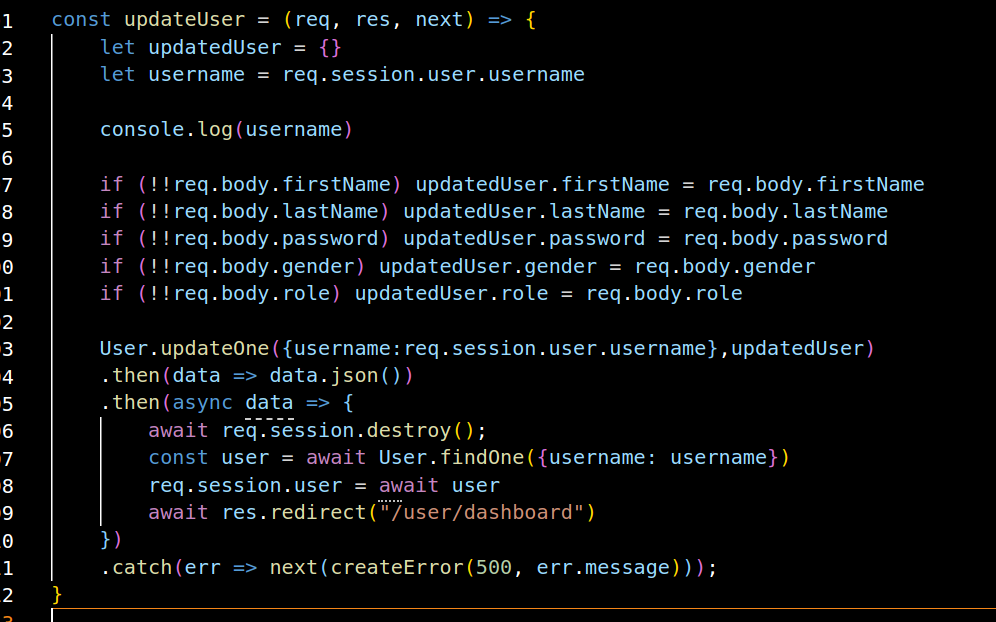 1 const updateUser = (req, res, next) => {
2     let updatedUser = {}
3     let username = req.session.user.username
4
5     console.log(username)
6
7     if (!!req.body.firstName) updatedUser.firstName = req.body.firstName
8     if (!!req.body.lastName) updatedUser.lastName = req.body.lastName
9     if (!!req.body.password) updatedUser.password = req.body.password
0     if (!!req.body.gender) updatedUser.gender = req.body.gender
1     if (!!req.body.role) updatedUser.role = req.body.role
2
3     User.updateOne({username:req.session.user.username},updatedUser)
4     .then(data => data.json())
5     .then(async data => {
6         await req.session.destroy();
7         const user = await User.findOne({username: username})
8         req.session.user = await user
9         await res.redirect("/user/dashboard")
0     })
1     .catch(err => next(createError(500, err.message)));
2 }
3